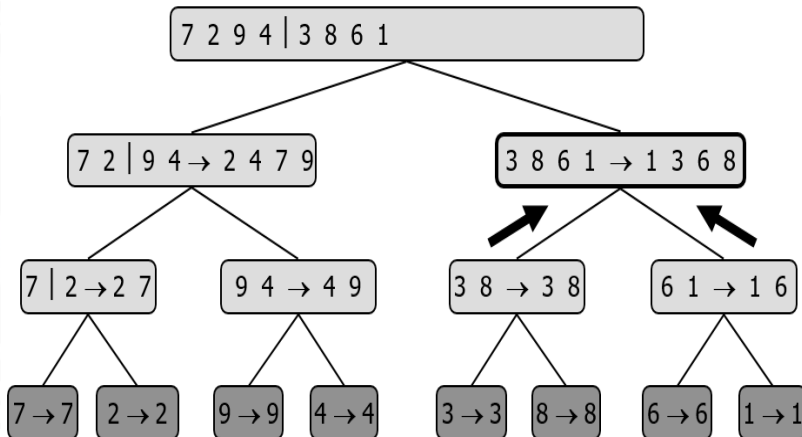 7 2 9 4 | 3 8 6 1
7 2 | 9 4 → 2 4 7 9
3 8 6 1 → 1 3 6 8
7 | 2 → 2 7
9 4 → 4 9
3 8 → 3 8
6 1 → 1 6
7 → 7
2 → 2
9 → 9
4 → 4
3 → 3
8 → 8
6 → 6
1 → 1